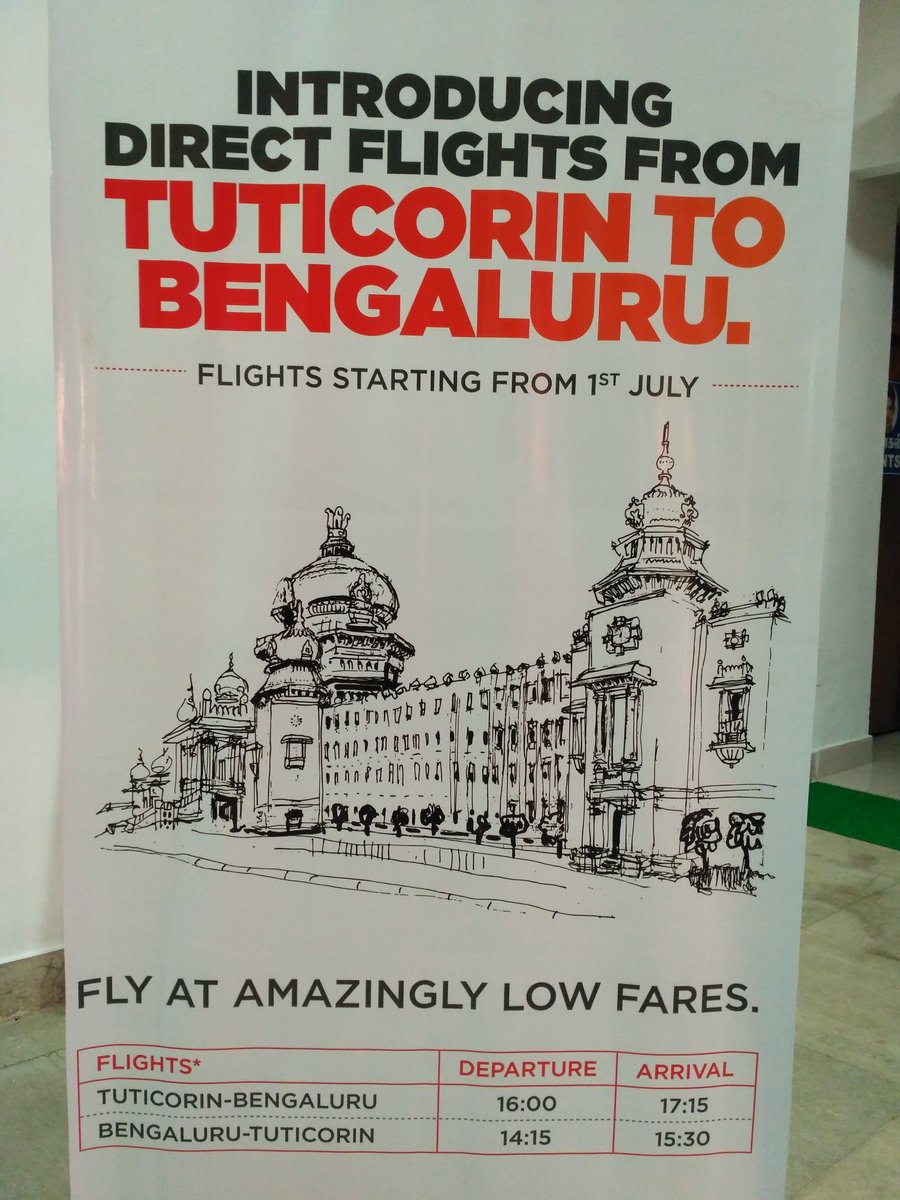 INTRODUCING
DIRECT FLIGHTS FROM
TUTICORIN TO
BENGALURU.
FLIGHTS STARTING FROM 1ST JULY
FLY AT AMAZINGLY LOW FARES.
FLIGHTS* DEPARTURE ARRIVAL
TUTICORIN-BENGALURU 16:00 17:15
BENGALURU-TUTICORIN 14:15 15:30